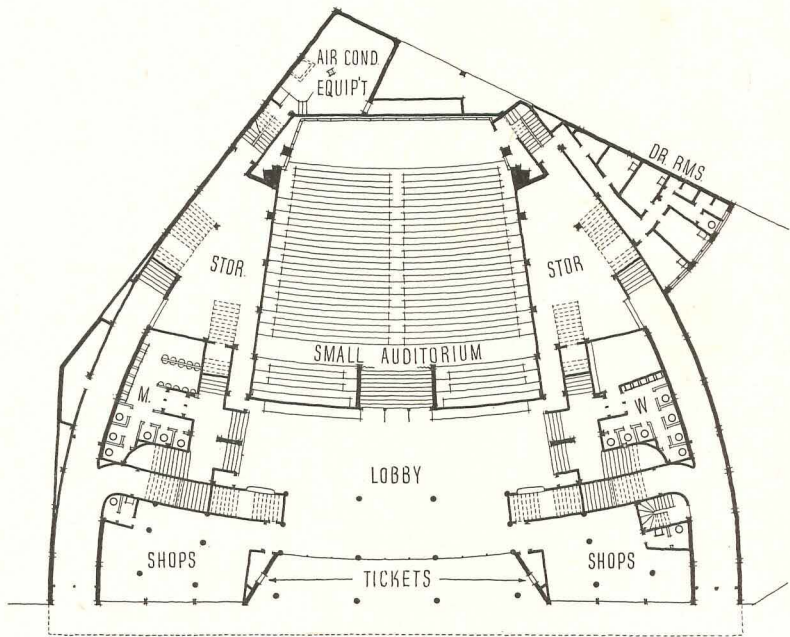 AIR COND.
EQUIP'T
DR. RMS.
STOR.
STOR
SMALL AUDITORIUM
M.
W
LOBBY
SHOPS
SHOPS
TICKETS